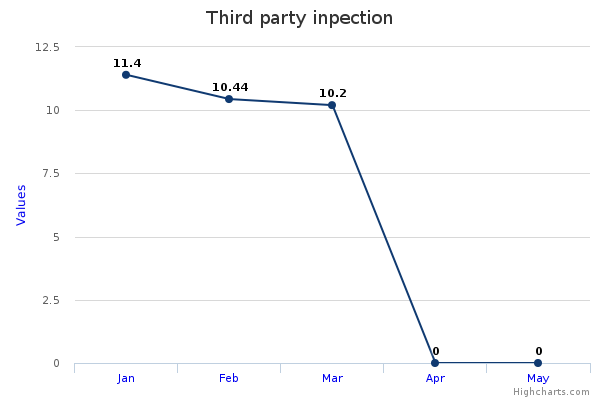 Third party inpection
12.5
10.0
7.5
5
2.5
0
Values
11.4
10.44
10.2
0
0
Jan
Feb
Mar
Apr
May
Highcharts.com